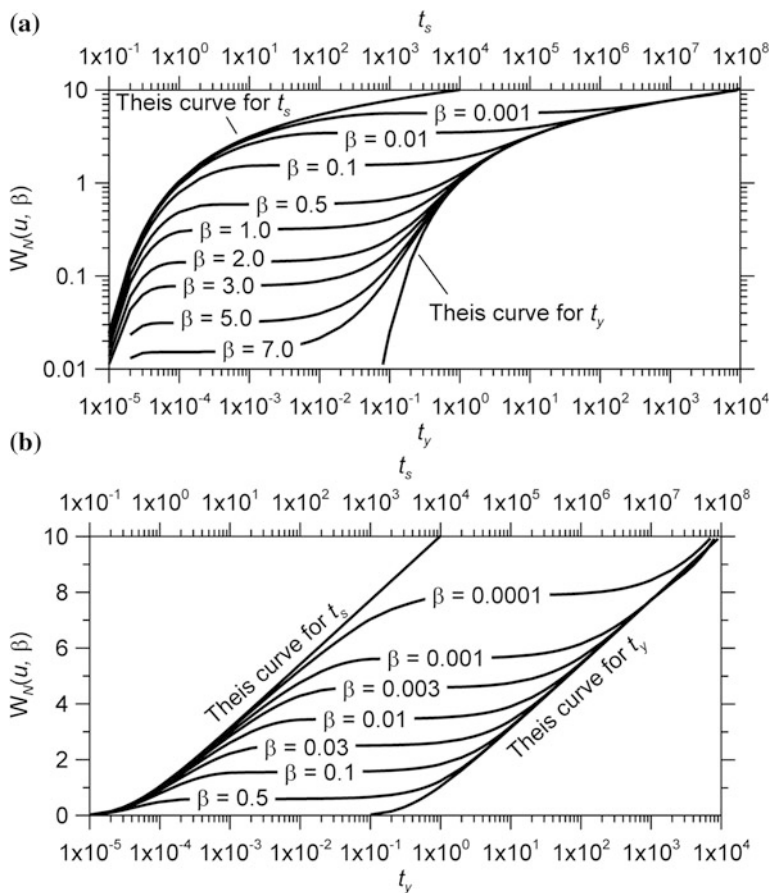 (a)
t_s
1x10^-1 1x10^0 1x10^1 1x10^2 1x10^3 1x10^4 1x10^5 1x10^6 1x10^7 1x10^8
10
Theis curve for t_s
β = 0.001
β = 0.01
β = 0.1
1
β = 0.5
W_N(u, β)
β = 1.0
β = 2.0
0.1
β = 3.0
Theis curve for t_y
β = 5.0
β = 7.0
0.01
1x10^-5 1x10^-4 1x10^-3 1x10^-2 1x10^-1 1x10^0 1x10^1 1x10^2 1x10^3 1x10^4
t_y
(b)
t_s
1x10^-1 1x10^0 1x10^1 1x10^2 1x10^3 1x10^4 1x10^5 1x10^6 1x10^7 1x10^8
10
8
β = 0.0001
Theis curve for t_s
6
W_N(u, β)
β = 0.001
β = 0.003
4
β = 0.01
Theis curve for t_y
β = 0.03
2
β = 0.1
β = 0.5
0
1x10^-5 1x10^-4 1x10^-3 1x10^-2 1x10^-1 1x10^0 1x10^1 1x10^2 1x10^3 1x10^4
t_y